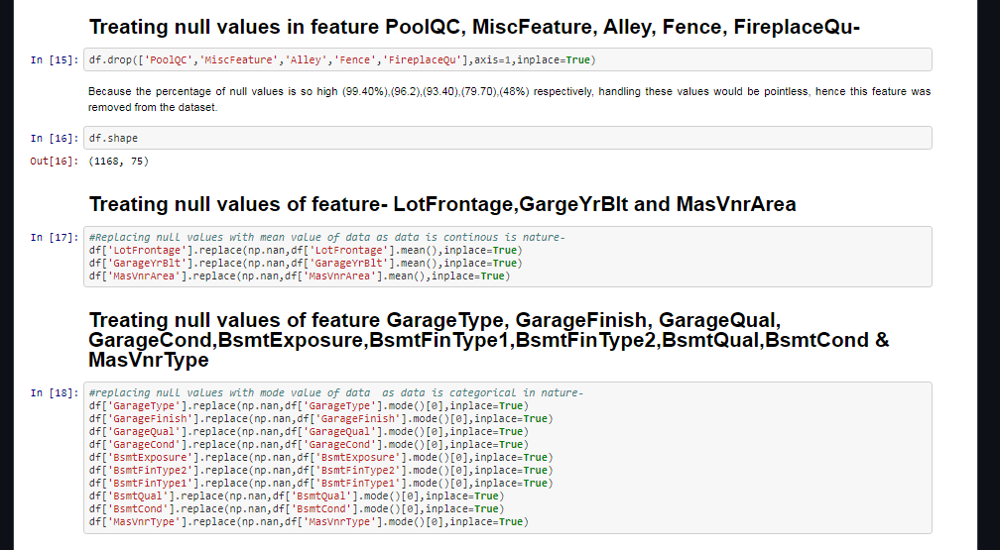 Treating null values in feature PoolQC, MiscFeature, Alley, Fence, FireplaceQu-
In [15]: df.drop(['PoolQC','MiscFeature','Alley','Fence','FireplaceQu'],axis=1,inplace=True)
Because the percentage of null values is so high (99.40%),(96.2),(93.40),(79.70),(48%) respectively, handling these values would be pointless, hence this feature was
removed from the dataset.
In [16]: df.shape
Out[16]: (1168, 75)
Treating null values of feature- LotFrontage,GargeYrBlt and MasVnrArea
In [17]: #Replacing null values with mean value of data as data is continous is nature-
df['LotFrontage'].replace(np.nan,df['LotFrontage'].mean(),inplace=True)
df['GarageYrBlt'].replace(np.nan,df['GarageYrBlt'].mean(),inplace=True)
df['MasVnrArea'].replace(np.nan,df['MasVnrArea'].mean(),inplace=True)
Treating null values of feature GarageType, GarageFinish, GarageQual,
GarageCond,BsmtExposure,BsmtFinType1,BsmtFinType2,BsmtQual,BsmtCond &
MasVnrType
In [18]: #replacing null values with mode value of data  as data is categorical in nature-
df['GarageType'].replace(np.nan,df['GarageType'].mode()[0],inplace=True)
df['GarageFinish'].replace(np.nan,df['GarageFinish'].mode()[0],inplace=True)
df['GarageQual'].replace(np.nan,df['GarageQual'].mode()[0],inplace=True)
df['GarageCond'].replace(np.nan,df['GarageCond'].mode()[0],inplace=True)
df['BsmtExposure'].replace(np.nan,df['BsmtExposure'].mode()[0],inplace=True)
df['BsmtFinType2'].replace(np.nan,df['BsmtFinType2'].mode()[0],inplace=True)
df['BsmtFinType1'].replace(np.nan,df['BsmtFinType1'].mode()[0],inplace=True)
df['BsmtQual'].replace(np.nan,df['BsmtQual'].mode()[0],inplace=True)
df['BsmtCond'].replace(np.nan,df['BsmtCond'].mode()[0],inplace=True)
df['MasVnrType'].replace(np.nan,df['MasVnrType'].mode()[0],inplace=True)